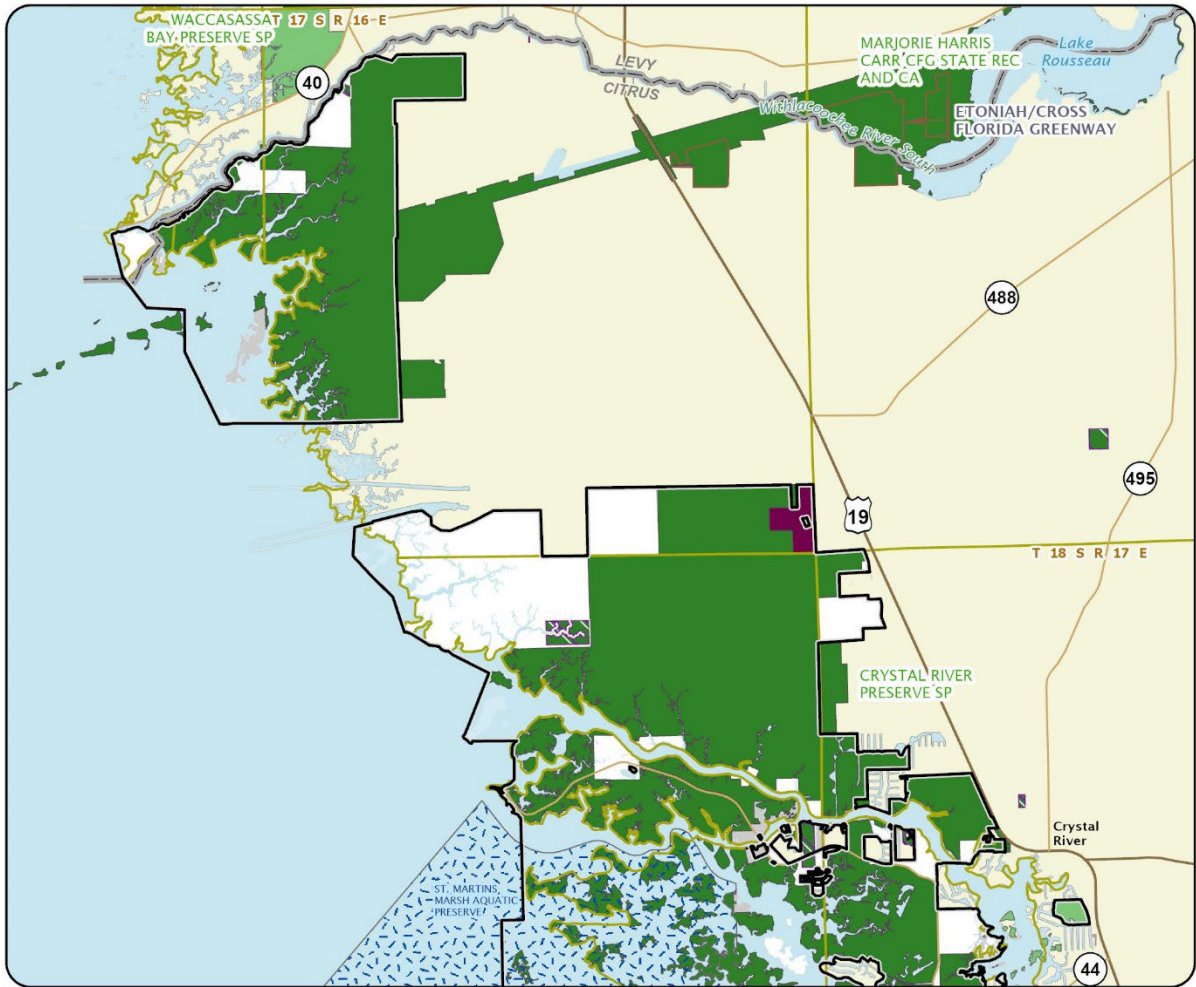 WACCASASSA
BAY PRESERVE SP
T 17 S R 16 E
40
LEVY
CITRUS
MARJORIE HARRIS
CARR CFG STATE REC
AND CA
Lake
Rousseau
ETONIAH/CROSS
FLORIDA GREENWAY
Withlacoochee River South
488
495
19
T 18 S R 17 E
CRYSTAL RIVER
PRESERVE SP
Crystal
River
ST. MARTINS
MARSH AQUATIC
PRESERVE
44